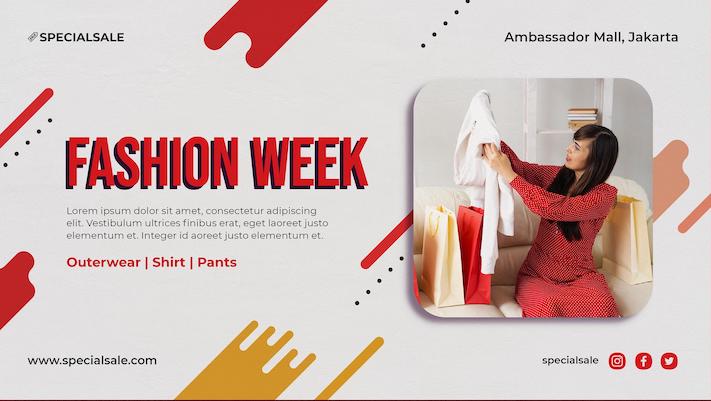 SPECIALSALE
Ambassador Mall, Jakarta
FASHION WEEK
Lorem ipsum dolor sit amet, consectetur adipiscing
elit. Vestibulum ultrices finibus erat, eget laoreet justo
elementum et. Integer id aoreet justo elementum et.
Outerwear | Shirt | Pants
www.specialsale.com
specialsale